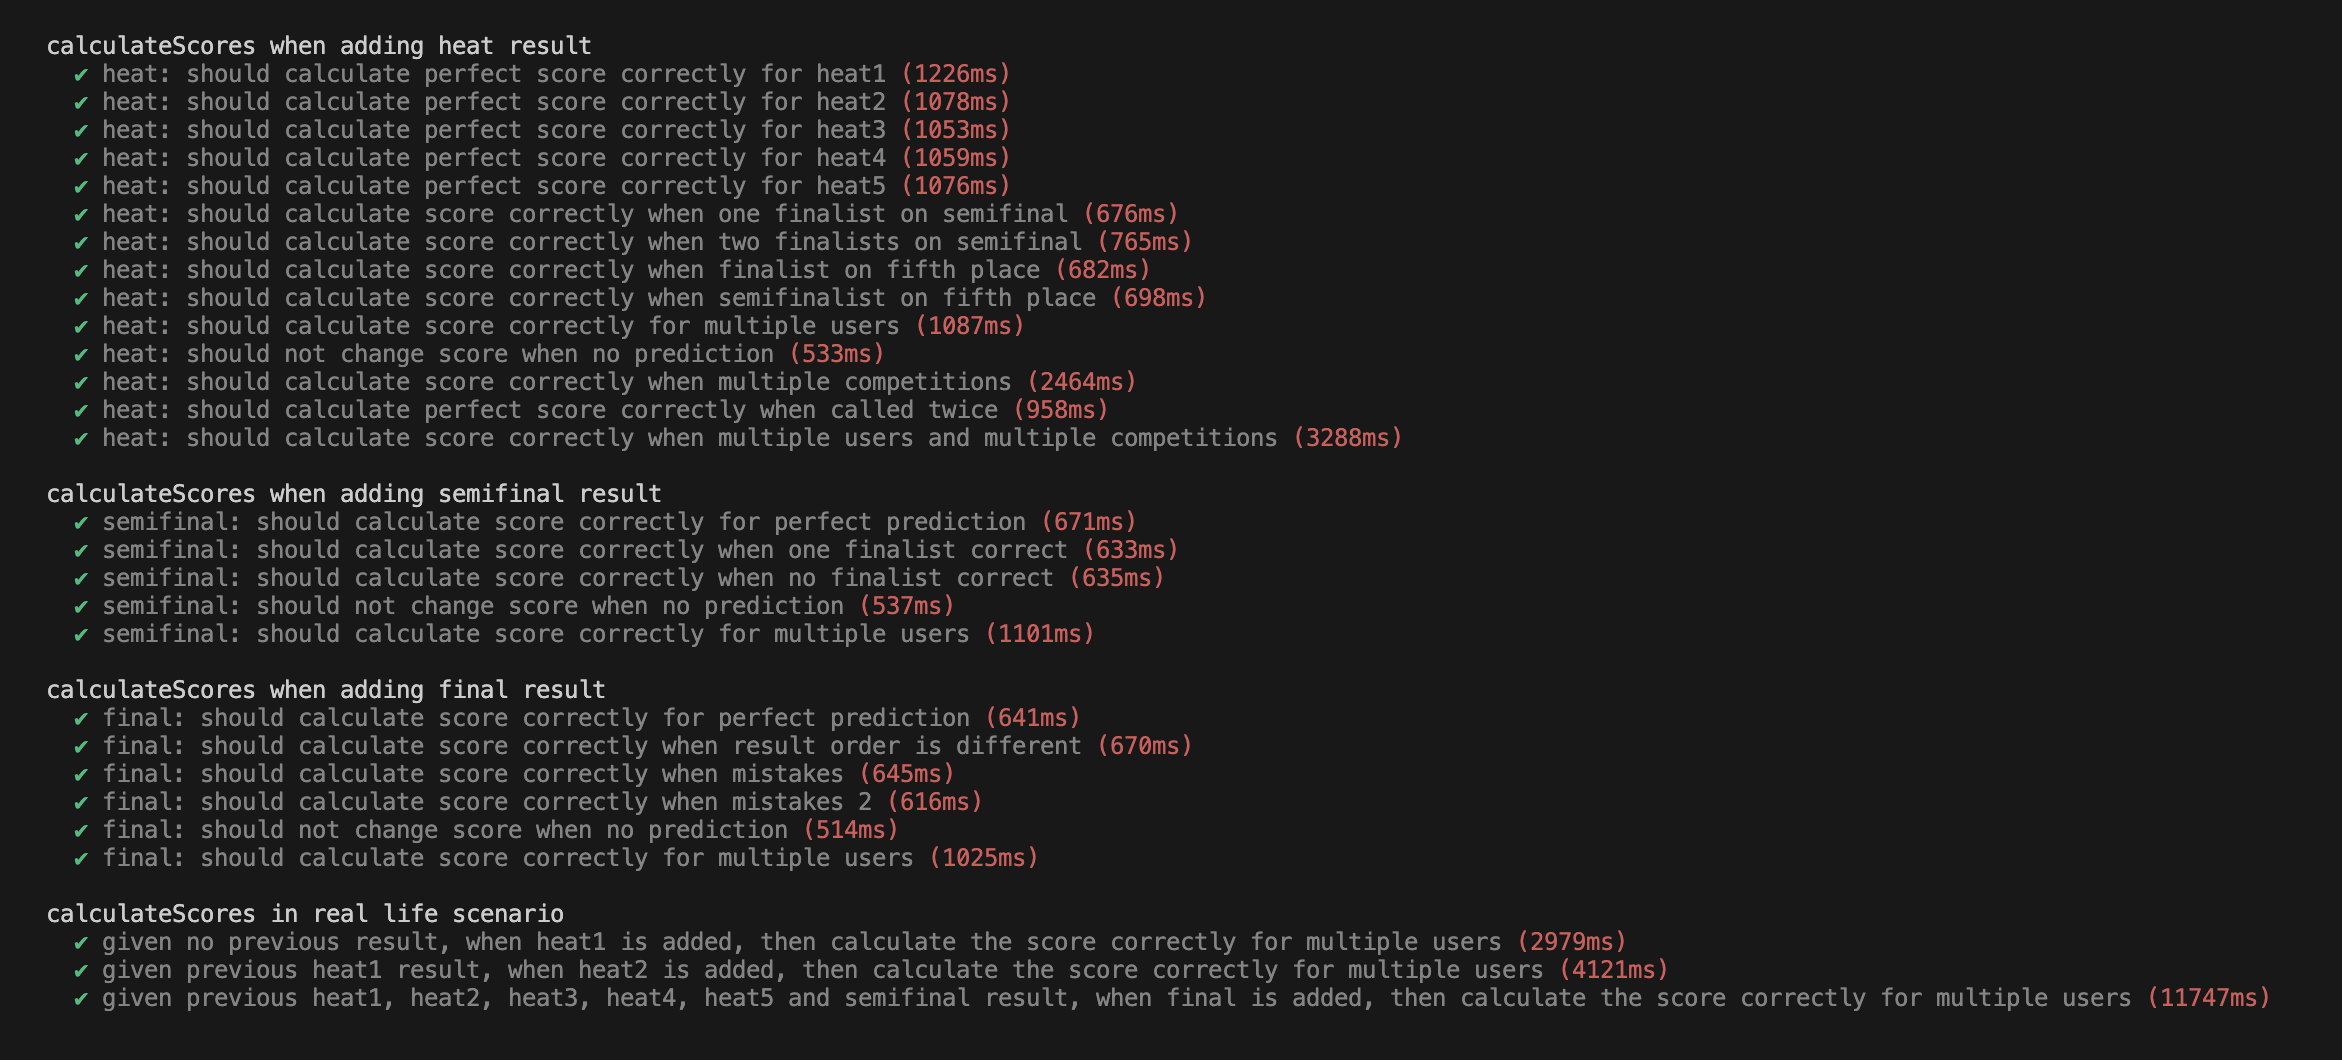 calculateScores when adding heat result
✔ heat: should calculate perfect score correctly for heat1 (1226ms)
✔ heat: should calculate perfect score correctly for heat2 (1078ms)
✔ heat: should calculate perfect score correctly for heat3 (1053ms)
✔ heat: should calculate perfect score correctly for heat4 (1059ms)
✔ heat: should calculate perfect score correctly for heat5 (1076ms)
✔ heat: should calculate score correctly when one finalist on semifinal (676ms)
✔ heat: should calculate score correctly when two finalists on semifinal (765ms)
✔ heat: should calculate score correctly when finalist on fifth place (682ms)
✔ heat: should calculate score correctly when semifinalist on fifth place (698ms)
✔ heat: should calculate score correctly for multiple users (1087ms)
✔ heat: should not change score when no prediction (533ms)
✔ heat: should calculate score correctly when multiple competitions (2464ms)
✔ heat: should calculate perfect score correctly when called twice (958ms)
✔ heat: should calculate score correctly when multiple users and multiple competitions (3288ms)
calculateScores when adding semifinal result
✔ semifinal: should calculate score correctly for perfect prediction (671ms)
✔ semifinal: should calculate score correctly when one finalist correct (633ms)
✔ semifinal: should calculate score correctly when no finalist correct (635ms)
✔ semifinal: should not change score when no prediction (537ms)
✔ semifinal: should calculate score correctly for multiple users (1101ms)
calculateScores when adding final result
✔ final: should calculate score correctly for perfect prediction (641ms)
✔ final: should calculate score correctly when result order is different (670ms)
✔ final: should calculate score correctly when mistakes (645ms)
✔ final: should calculate score correctly when mistakes 2 (616ms)
✔ final: should not change score when no prediction (514ms)
✔ final: should calculate score correctly for multiple users (1025ms)
calculateScores in real life scenario
✔ given no previous result, when heat1 is added, then calculate the score correctly for multiple users (2979ms)
✔ given previous heat1 result, when heat2 is added, then calculate the score correctly for multiple users (4121ms)
✔ given previous heat1, heat2, heat3, heat4, heat5 and semifinal result, when final is added, then calculate the score correctly for multiple users (11747ms)